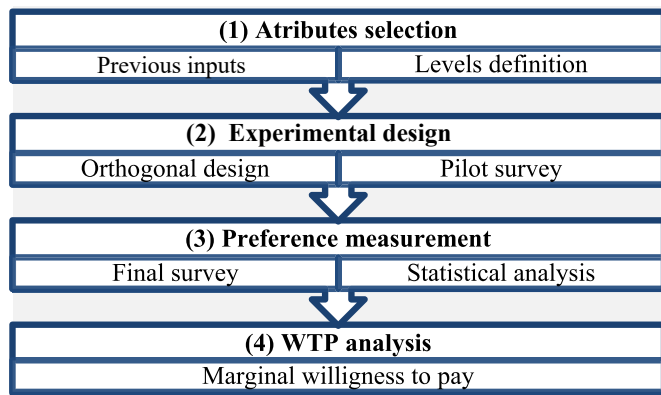 (1) Atributes selection
Previous inputs
Levels definition
(2) Experimental design
Orthogonal design
Pilot survey
(3) Preference measurement
Final survey
Statistical analysis
(4) WTP analysis
Marginal willigness to pay